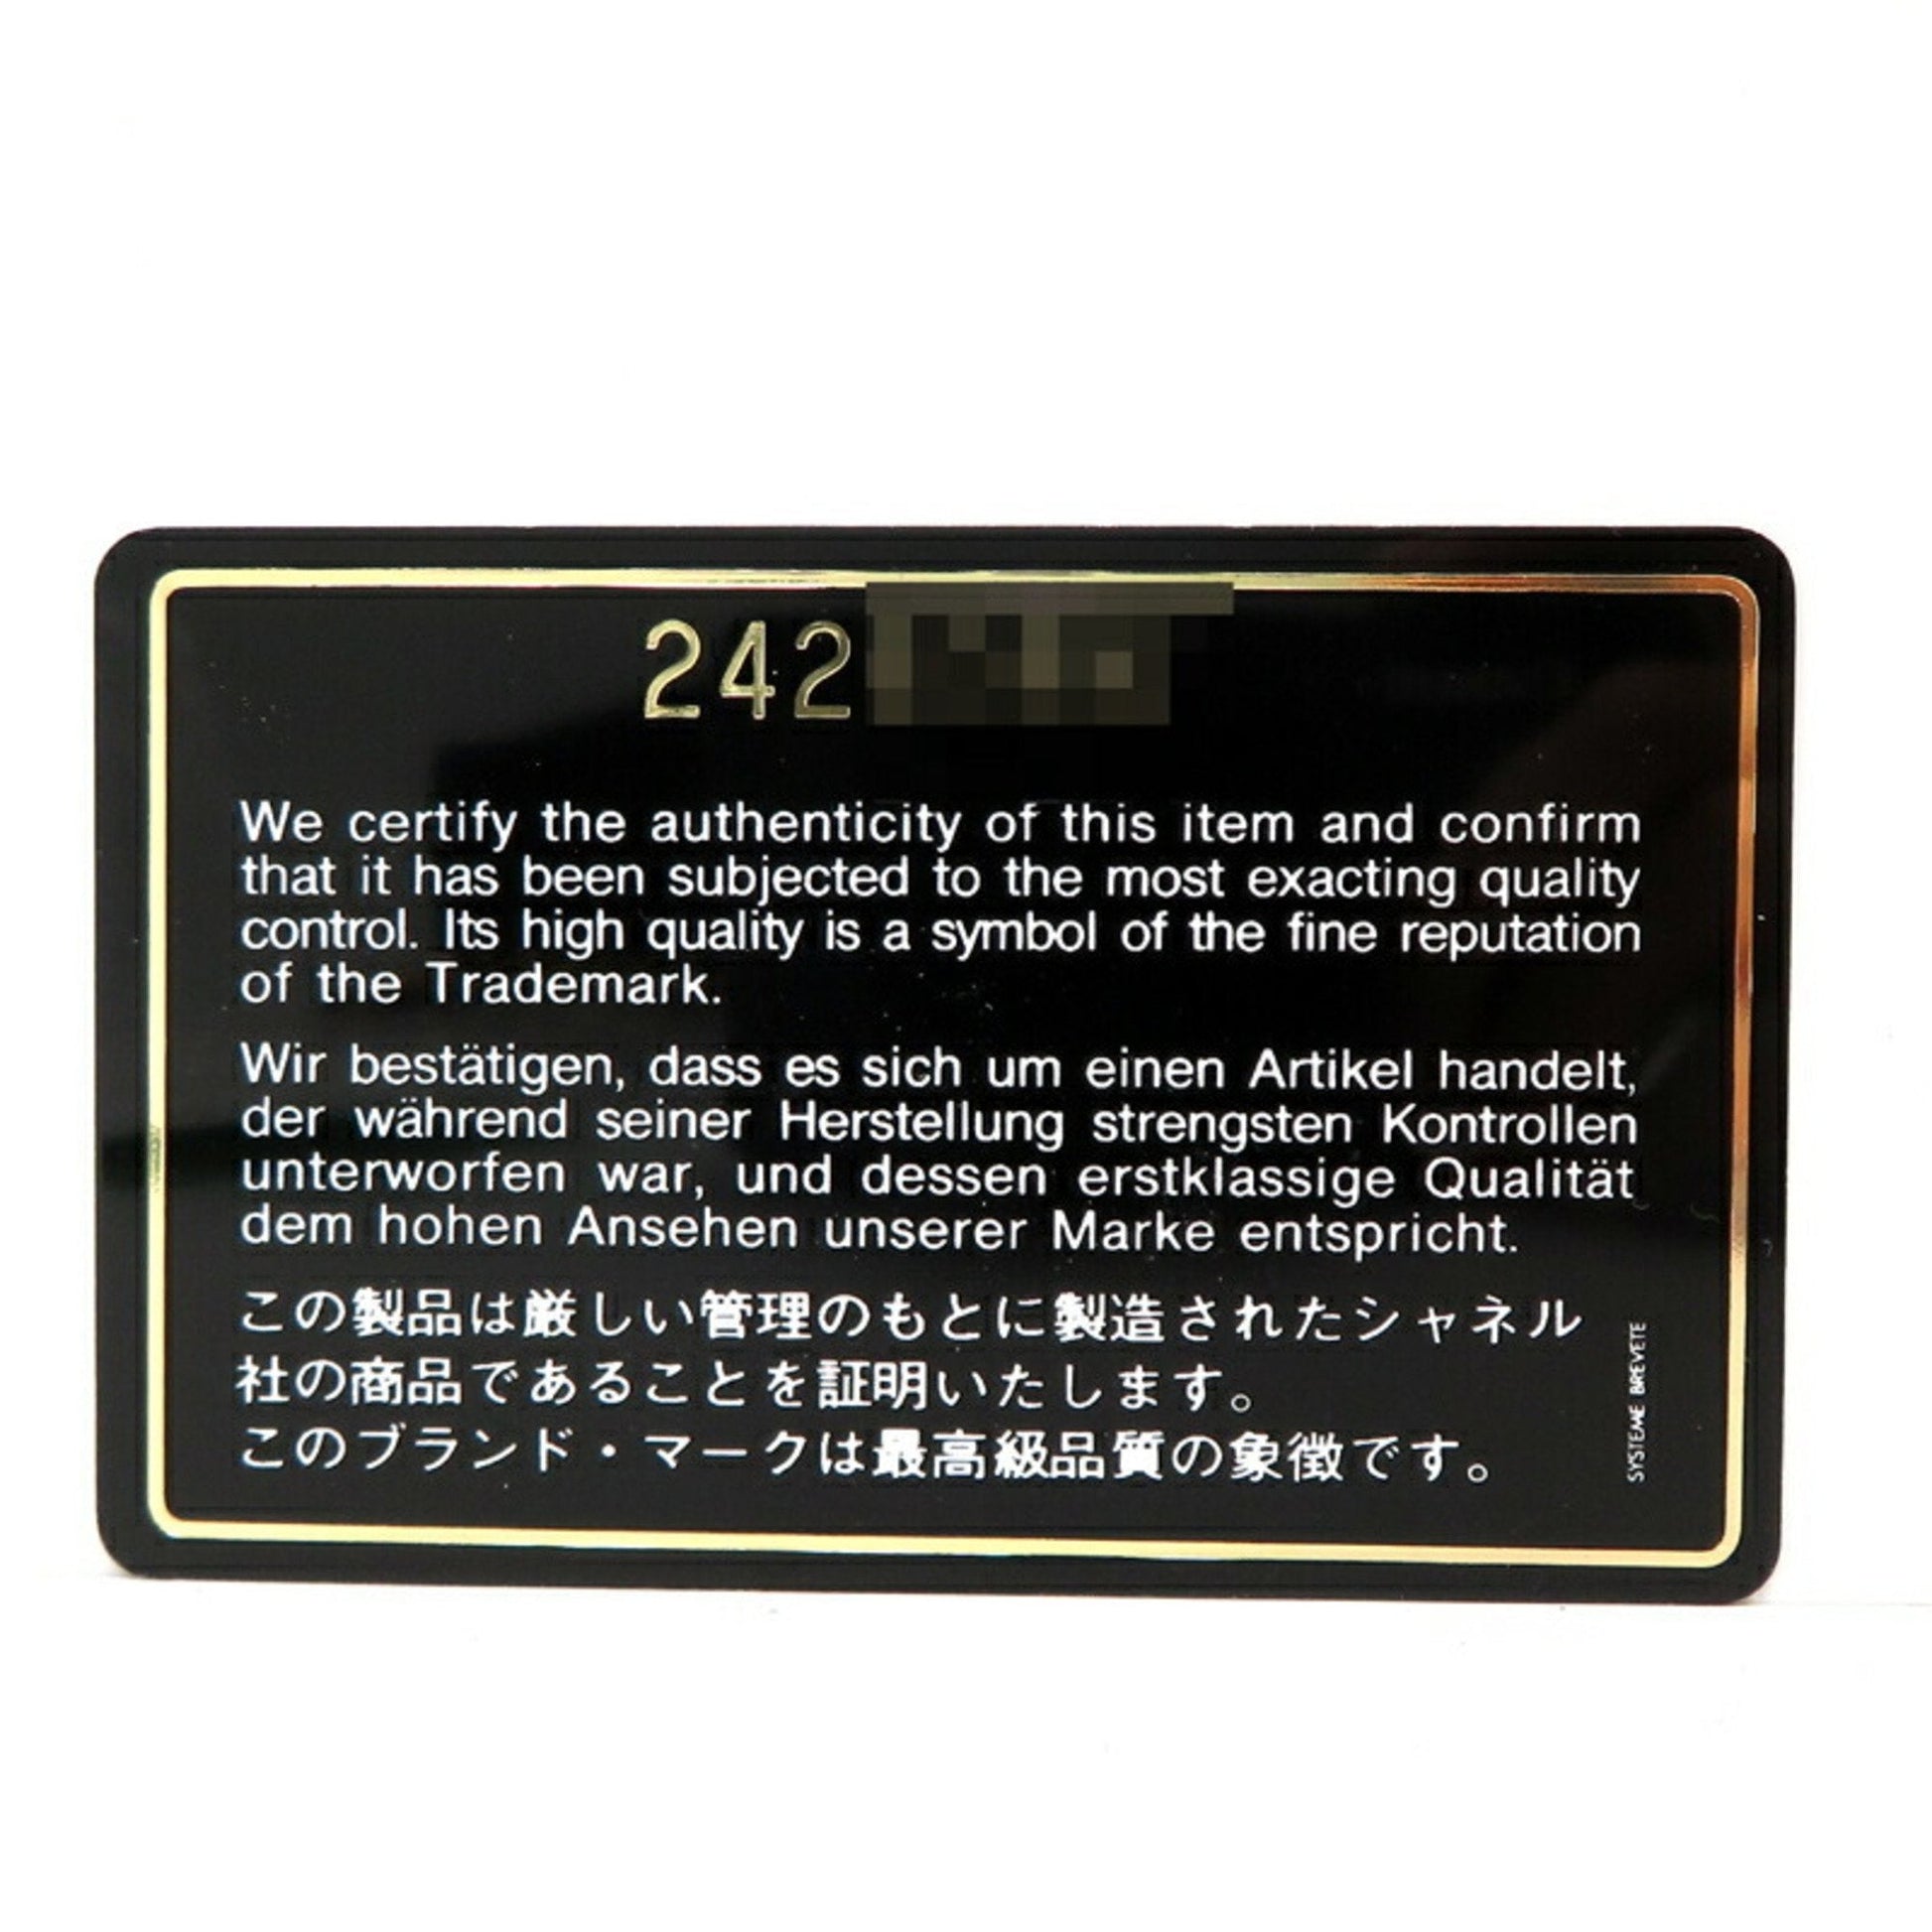 242
We certify the authenticity of this item and confirm
that it has been subjected to the most exacting quality
control. Its high quality is a symbol of the fine reputation
of the Trademark.
Wir bestätigen, dass es sich um einen Artikel handelt,
der während seiner Herstellung strengsten Kontrollen
unterworfen war, und dessen erstklassige Qualität
dem hohen Ansehen unserer Marke entspricht.
この製品は厳しい管理のもとに製造されたシャネル
社の商品であることを証明いたします。
このブランド・マークは最高級品質の象徴です。
SYSTEME BREVETE